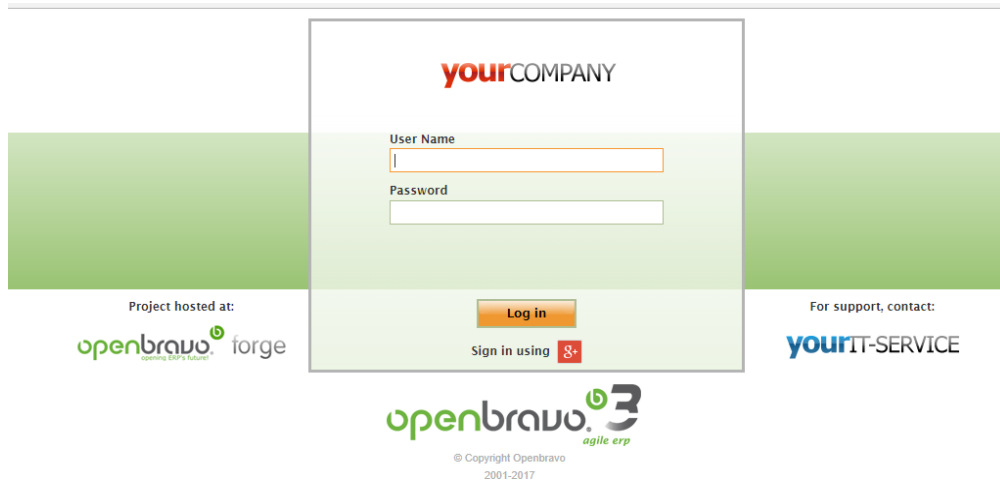 yourCOMPANY
User Name
Password
Log in
Sign in using g+
Project hosted at:
openbravo. b forge
opening ERP's future!
For support, contact:
yourIT-SERVICE
openbravo. b 3
agile erp
© Copyright Openbravo
2001-2017